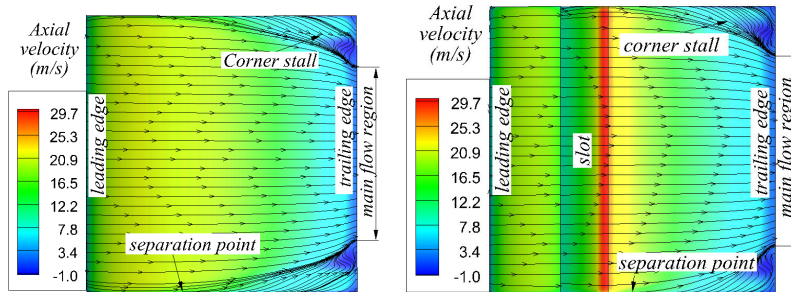 Axial
velocity
(m/s)
29.7
25.3
20.9
16.5
12.2
7.8
3.4
-1.0
leading edge
Corner stall
separation point
trailing edge
main flow region
Axial
velocity
(m/s)
29.7
25.3
20.9
16.5
12.2
7.8
3.4
-1.0
leading edge
slot
corner stall
separation point
trailing edge
main flow region